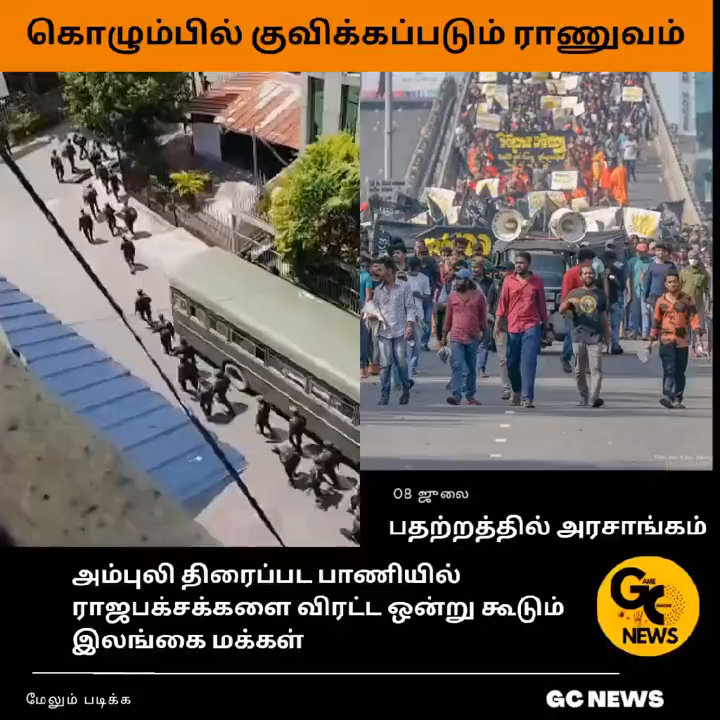 கொழும்பில் குவிக்கப்படும் ராணுவம்
08 ஜுலை
பதற்றத்தில் அரசாங்கம்
அம்புலி திரைப்பட பாணியில்
ராஜபக்சக்களை விரட்ட ஒன்று கூடும்
இலங்கை மக்கள்
GAME
NEWS
மேலும் படிக்க
GC NEWS